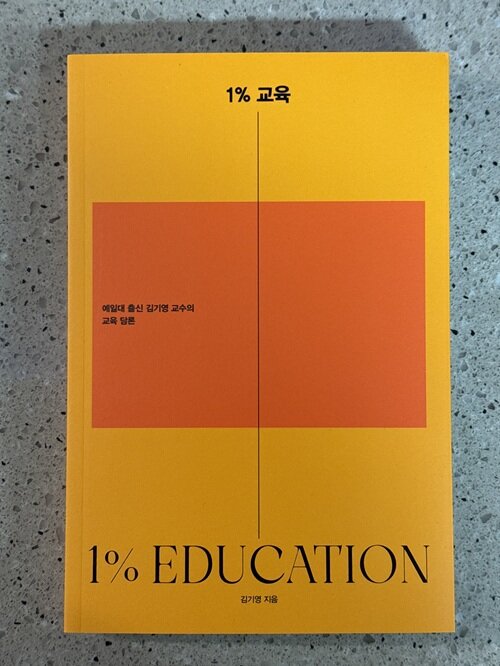 1% 교육
예일대 출신 김기영 교수의
교육 담론
1% EDUCATION
김기영 지음